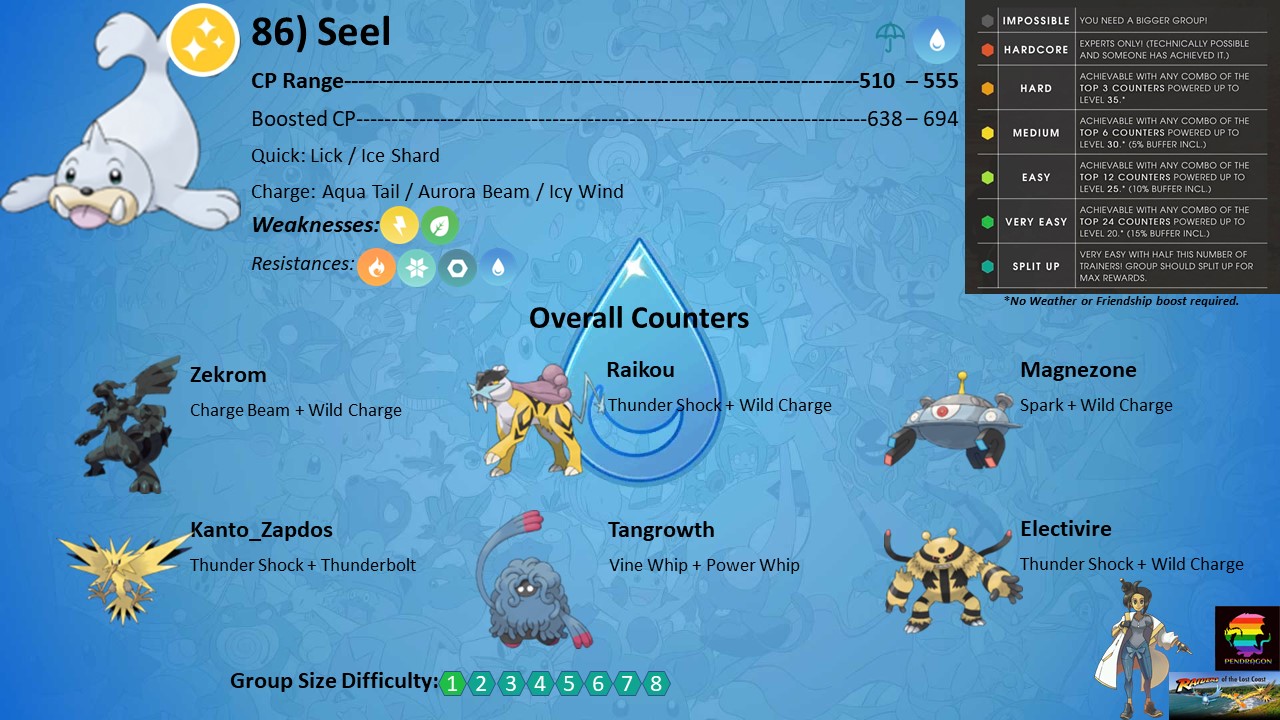 86) Seel
CP Range----------------------------------------------------------------------------510 – 555
Boosted CP---------------------------------------------------------------------------638 – 694
Quick: Lick / Ice Shard
Charge: Aqua Tail / Aurora Beam / Icy Wind
Weaknesses:
Resistances:
IMPOSSIBLE YOU NEED A BIGGER GROUP!
HARDCORE EXPERTS ONLY! (TECHNICALLY POSSIBLE
AND SOMEONE HAS ACHIEVED IT.)
HARD ACHIEVABLE WITH ANY COMBO OF THE
TOP 3 COUNTERS POWERED UP TO
LEVEL 35.*
MEDIUM ACHIEVABLE WITH ANY COMBO OF THE
TOP 6 COUNTERS POWERED UP TO
LEVEL 30.* (5% BUFFER INCL.)
EASY ACHIEVABLE WITH ANY COMBO OF THE
TOP 12 COUNTERS POWERED UP TO
LEVEL 25.* (10% BUFFER INCL.)
VERY EASY ACHIEVABLE WITH ANY COMBO OF THE
TOP 24 COUNTERS POWERED UP TO
LEVEL 20.* (15% BUFFER INCL.)
SPLIT UP VERY EASY WITH HALF THIS NUMBER OF
TRAINERS! GROUP SHOULD SPLIT UP FOR
MAX REWARDS.
*No Weather or Friendship boost required.
Overall Counters
Zekrom
Charge Beam + Wild Charge
Raikou
Thunder Shock + Wild Charge
Magnezone
Spark + Wild Charge
Kanto_Zapdos
Thunder Shock + Thunderbolt
Tangrowth
Vine Whip + Power Whip
Electivire
Thunder Shock + Wild Charge
Group Size Difficulty: 1 2 3 4 5 6 7 8
PENDRAGON
RAIDERS of the Lost Coast